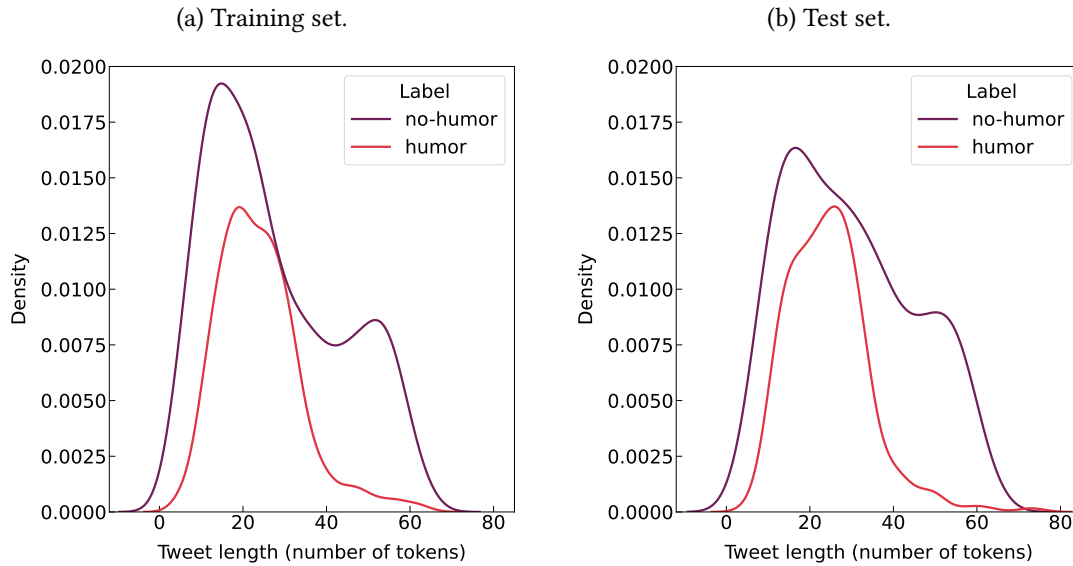 (a) Training set.
0.0200
0.0175
0.0150
0.0125
0.0100
0.0075
0.0050
0.0025
0.0000
Density
Label
no-humor
humor
0 20 40 60 80
Tweet length (number of tokens)
(b) Test set.
0.0200
0.0175
0.0150
0.0125
0.0100
0.0075
0.0050
0.0025
0.0000
Density
Label
no-humor
humor
0 20 40 60 80
Tweet length (number of tokens)